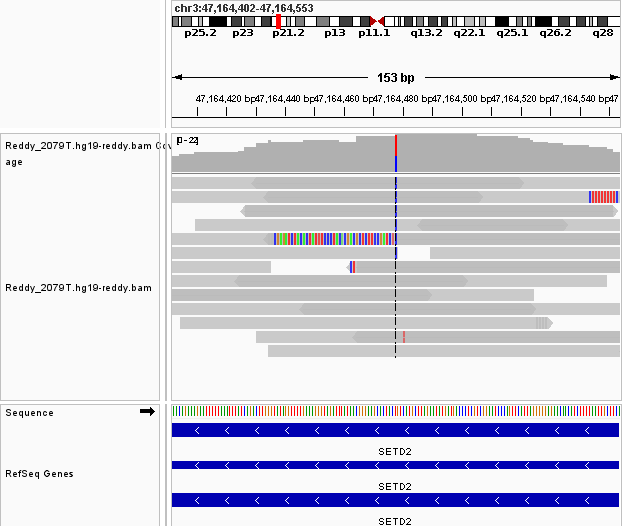 chr3:47,164,402-47,164,553
p25.2 p23 p21.2 p13 p11.1 q13.2 q22.1 q25.1 q26.2 q28
153 bp
47,164,420 bp 47,164,440 bp 47,164,460 bp 47,164,480 bp 47,164,500 bp 47,164,520 bp 47,164,540 bp 47
Reddy_2079T.hg19-reddy.bam Cov
age
[0-22]
Reddy_2079T.hg19-reddy.bam
Sequence
SETD2
RefSeq Genes
SETD2
SETD2